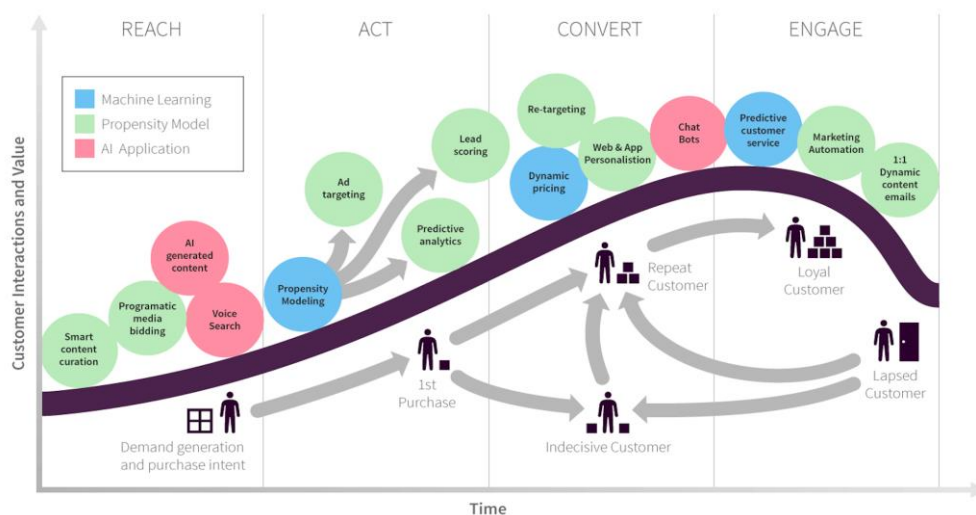 REACH
ACT
CONVERT
ENGAGE
Machine Learning
Propensity Model
AI Application
Customer Interactions and Value
Smart
content
curation
Programatic
media
bidding
AI
generated
content
Voice
Search
Propensity
Modeling
Ad
targeting
Lead
scoring
Predictive
analytics
Re-targeting
Dynamic
pricing
Web & App
Personalistion
Chat
Bots
Predictive
customer
service
Marketing
Automation
1:1
Dynamic
content
emails
Demand generation
and purchase intent
1st
Purchase
Repeat
Customer
Indecisive Customer
Loyal
Customer
Lapsed
Customer
Time